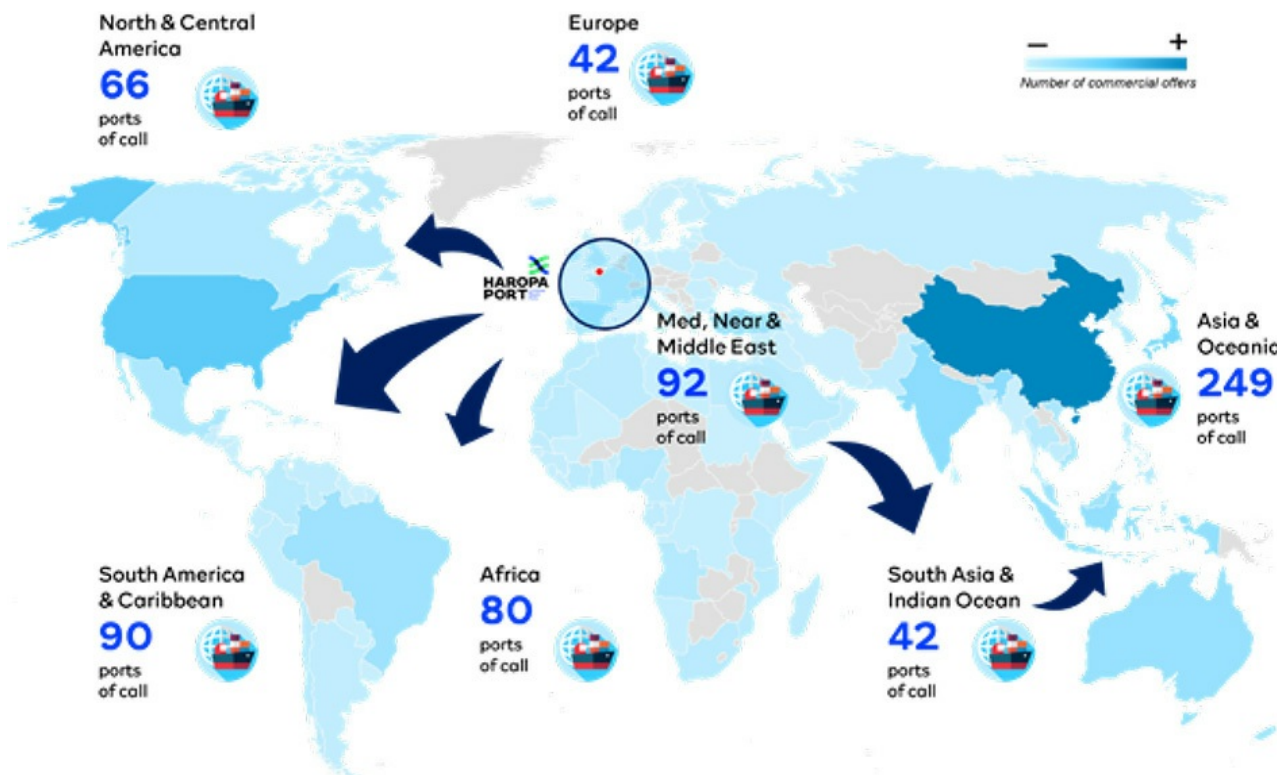 North & Central
America
66
ports
of call
Europe
42
ports
of call
–
+
Number of commercial offers
HAROPA
PORT
Med, Near &
Middle East
92
ports
of call
Asia &
Oceania
249
ports
of call
South America
& Caribbean
90
ports
of call
Africa
80
ports
of call
South Asia &
Indian Ocean
42
ports
of call